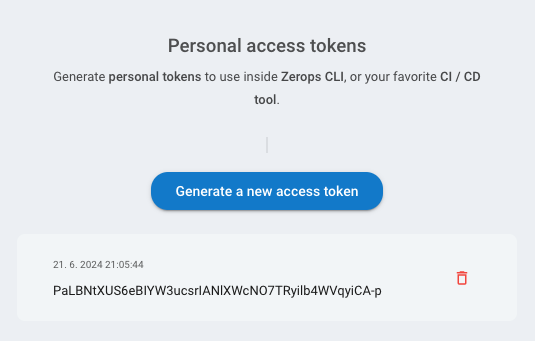 Personal access tokens
Generate personal tokens to use inside Zerops CLI, or your favorite CI / CD
tool.
Generate a new access token
21. 6. 2024 21:05:44
PaLBNtXUS6eBIYW3ucsrIANlXWcNO7TRyilb4WVqyiCA-p